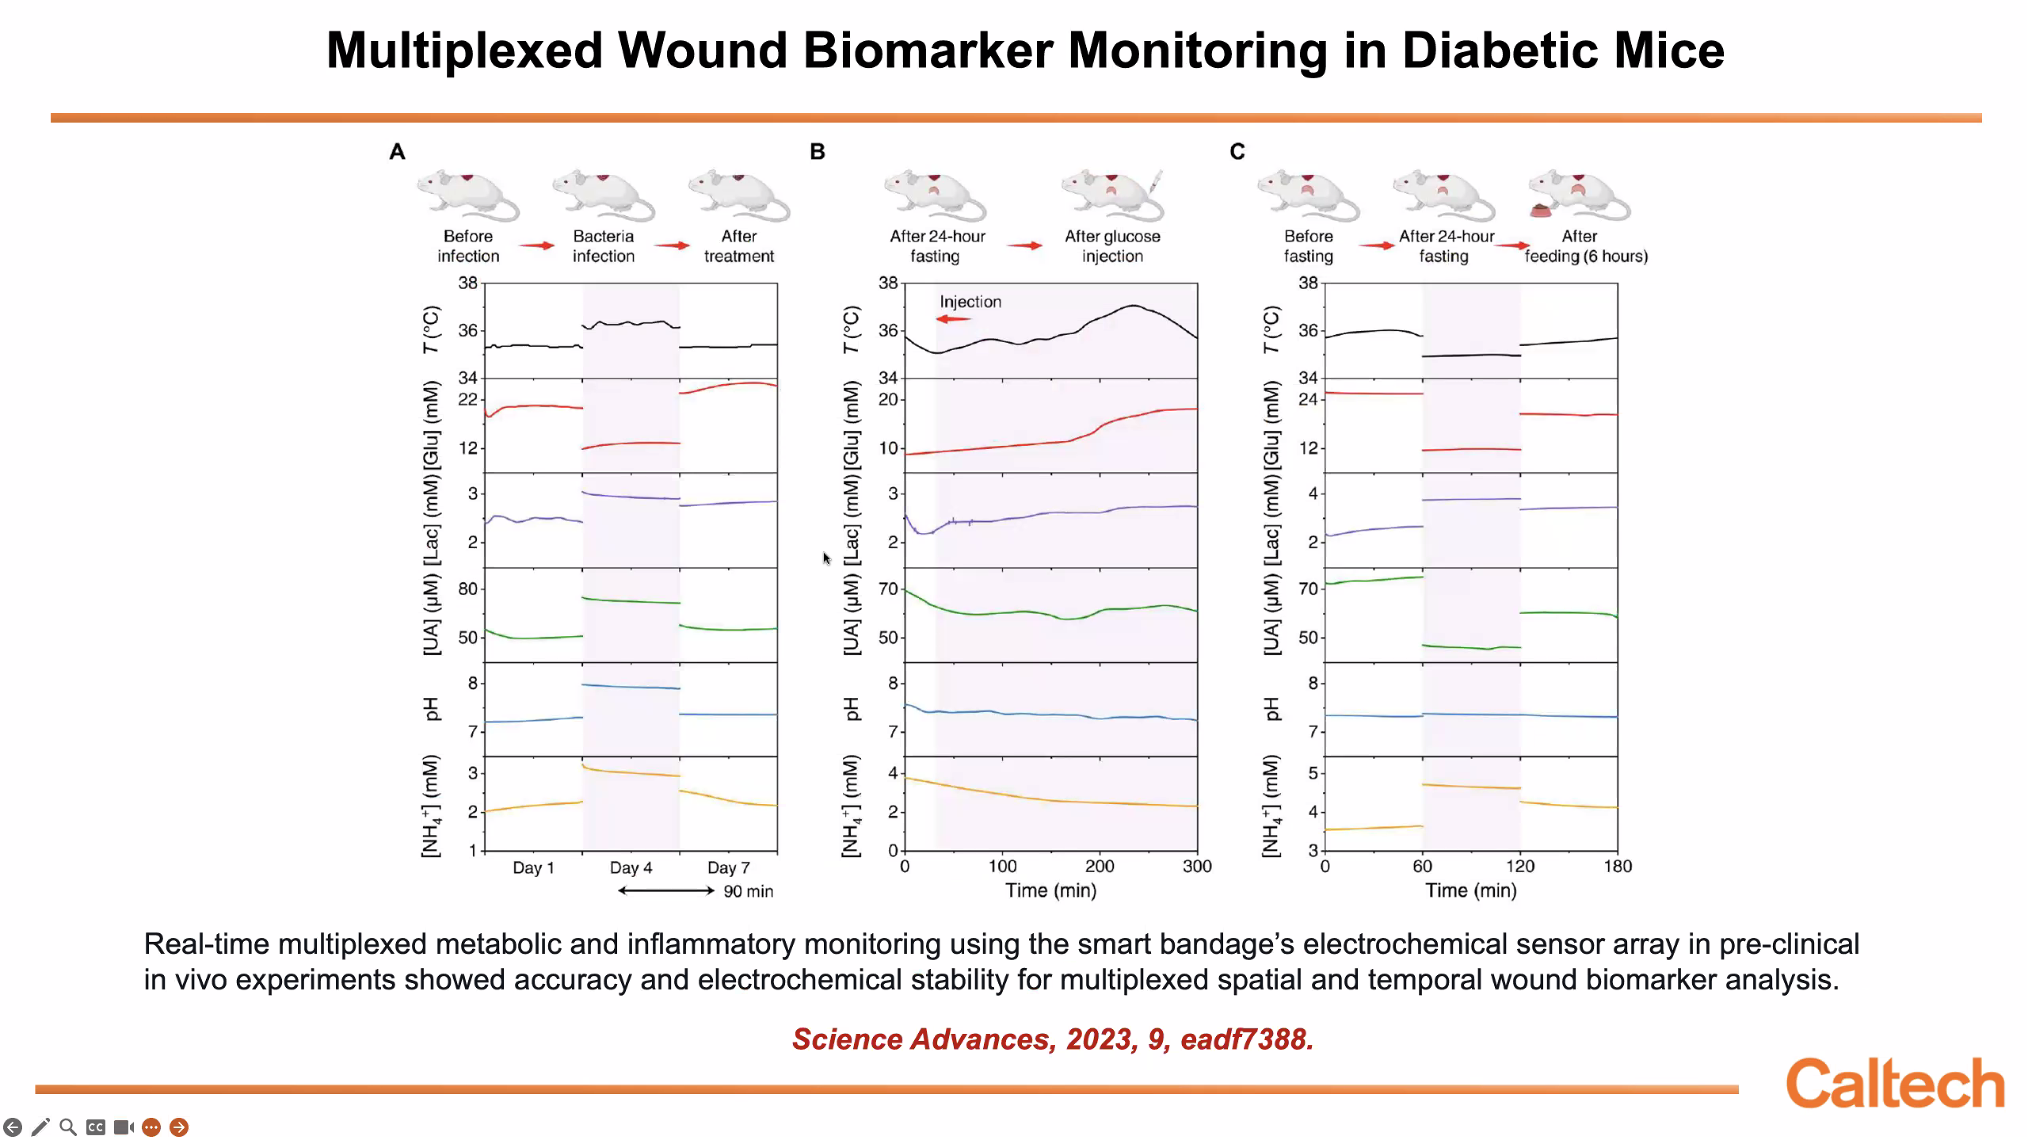 Multiplexed Wound Biomarker Monitoring in Diabetic Mice
A
Before infection
Bacteria infection
After treatment
38
36
34
T (°C)
22
12
[Glu] (mM)
3
2
[Lac] (mM)
80
50
[UA] (µM)
8
7
pH
3
2
1
[NH₄⁺] (mM)
Day 1
Day 4
Day 7
90 min
B
After 24-hour fasting
After glucose injection
Injection
38
36
34
T (°C)
20
10
[Glu] (mM)
3
2
[Lac] (mM)
70
50
[UA] (µM)
8
7
pH
4
2
0
[NH₄⁺] (mM)
0
100
200
300
Time (min)
C
Before fasting
After 24-hour fasting
After feeding (6 hours)
38
36
34
T (°C)
24
12
[Glu] (mM)
4
2
[Lac] (mM)
70
50
[UA] (µM)
8
7
pH
5
4
3
[NH₄⁺] (mM)
0
60
120
180
Time (min)
Real-time multiplexed metabolic and inflammatory monitoring using the smart bandage's electrochemical sensor array in pre-clinical
in vivo experiments showed accuracy and electrochemical stability for multiplexed spatial and temporal wound biomarker analysis.
Science Advances, 2023, 9, eadf7388.
Caltech
CC